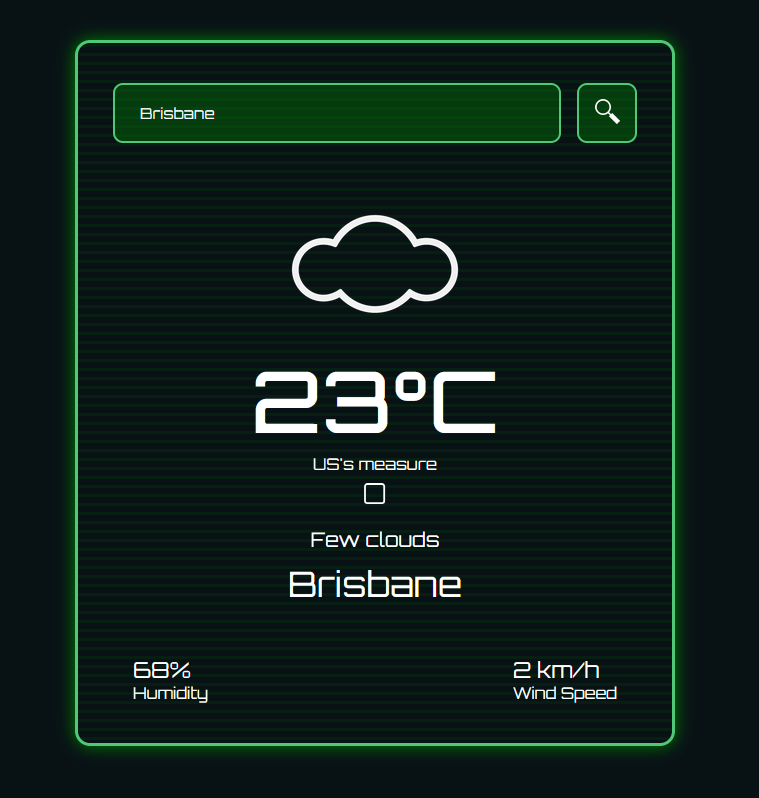 Brisbane
23°C
US's measure
Few clouds
Brisbane
68%
Humidity
2 km/h
Wind Speed